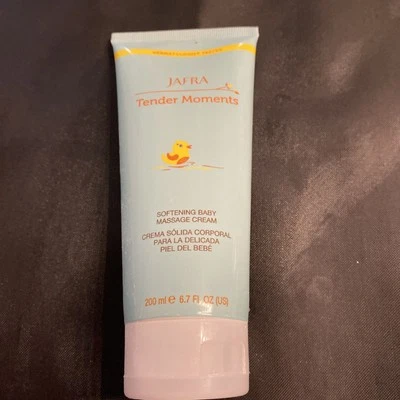 JAFRA
Tender Moments
SOFTENING BABY
MASSAGE CREAM
CREMA SÓLIDA CORPORAL
PARA LA DELICADA
PIEL DEL BEBÉ
200 ml e 6.7 FL OZ (US)